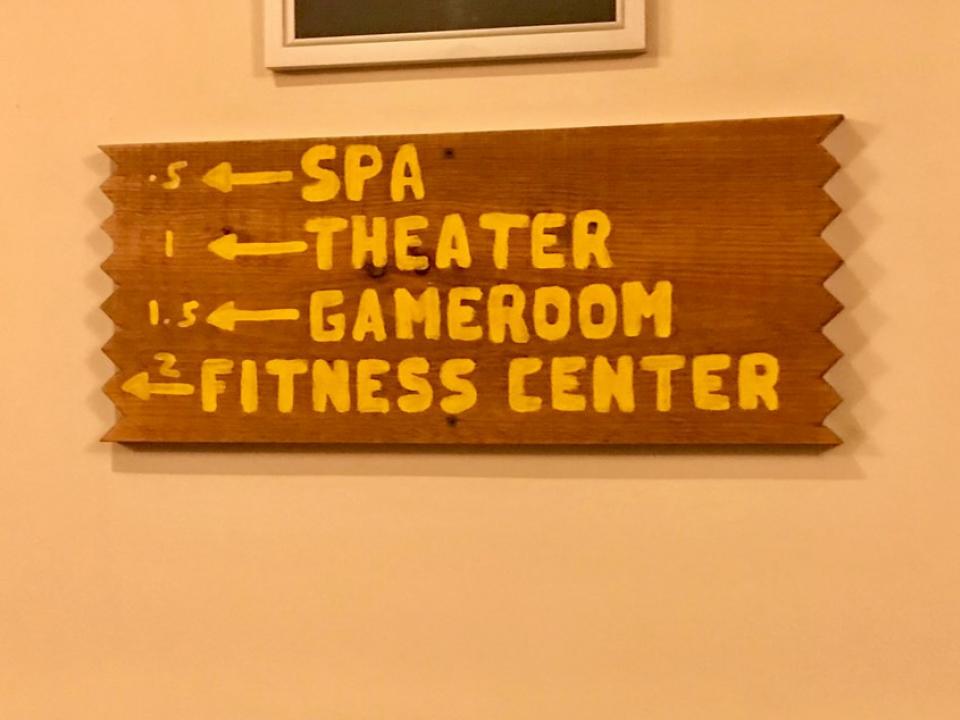 .5 ← SPA
1 ← THEATER
1.5 ← GAMEROOM
2 ← FITNESS CENTER